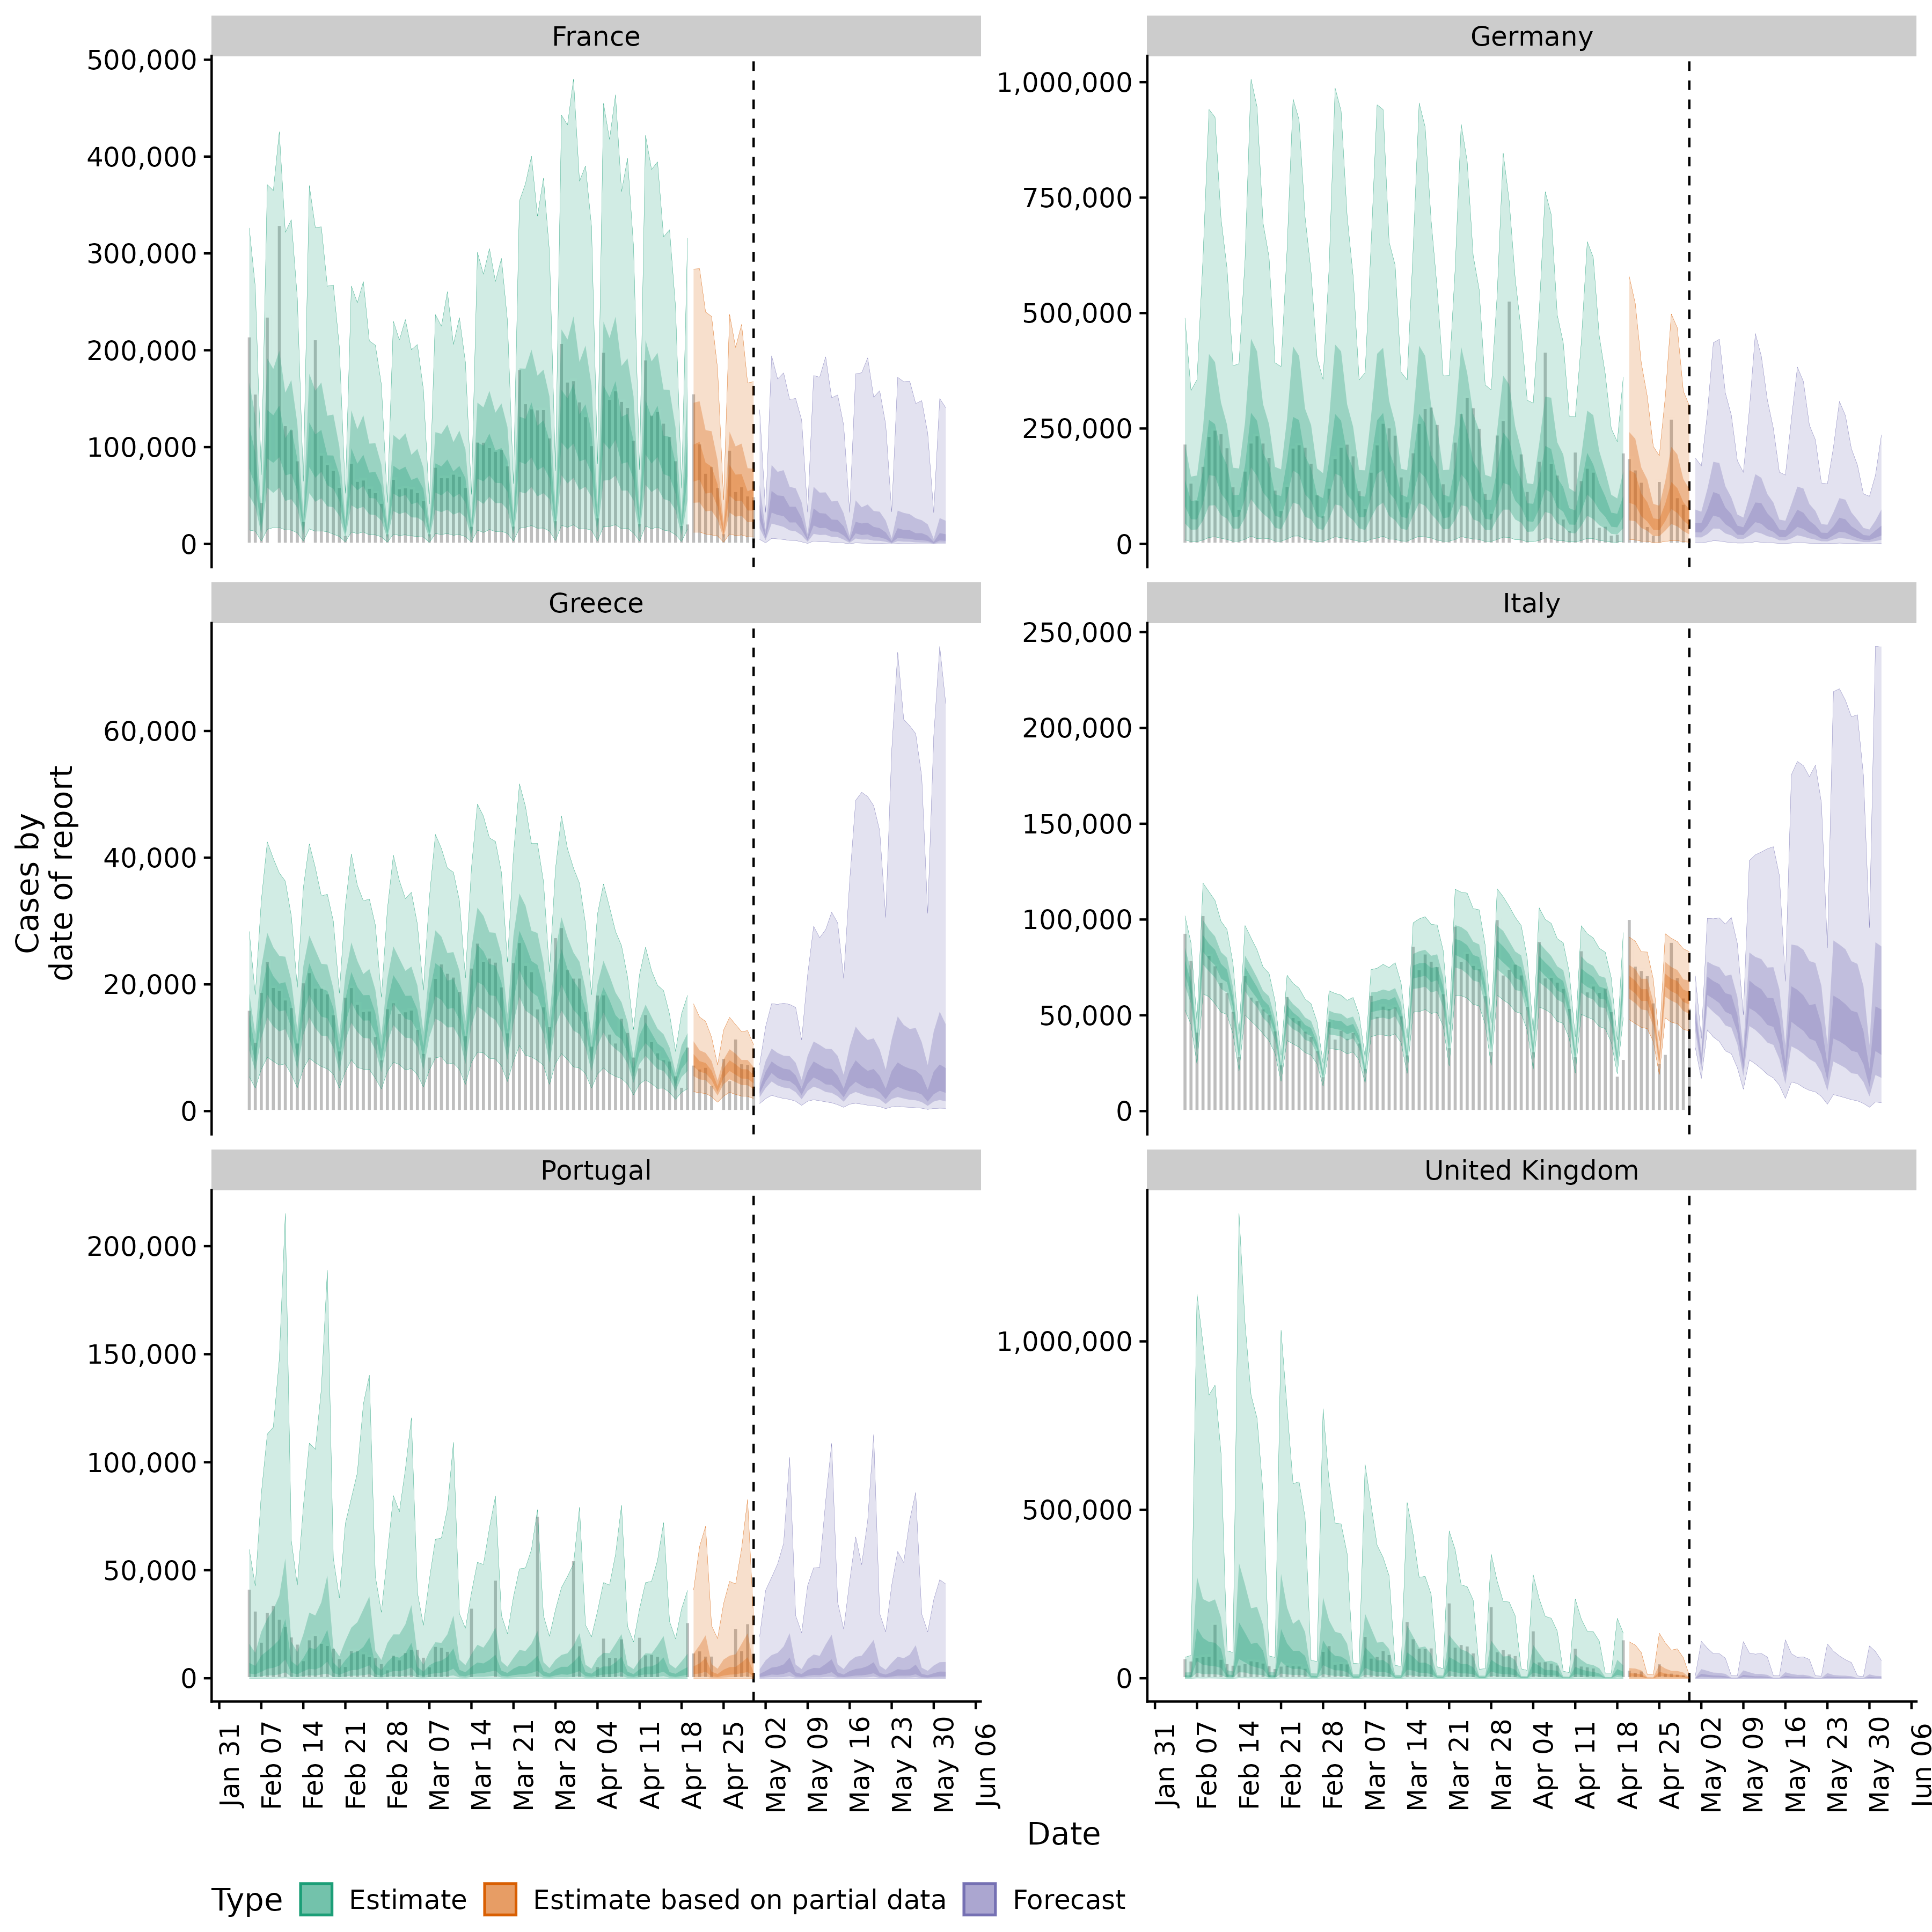 France
Germany
500,000
400,000
300,000
200,000
100,000
0
1,000,000
750,000
500,000
250,000
0
Greece
Italy
60,000
40,000
20,000
0
250,000
200,000
150,000
100,000
50,000
0
Cases by
date of report
Portugal
United Kingdom
200,000
150,000
100,000
50,000
0
1,000,000
500,000
0
Jan 31
Feb 07
Feb 14
Feb 21
Feb 28
Mar 07
Mar 14
Mar 21
Mar 28
Apr 04
Apr 11
Apr 18
Apr 25
May 02
May 09
May 16
May 23
May 30
Jun 06
Jan 31
Feb 07
Feb 14
Feb 21
Feb 28
Mar 07
Mar 14
Mar 21
Mar 28
Apr 04
Apr 11
Apr 18
Apr 25
May 02
May 09
May 16
May 23
May 30
Jun 06
Date
Type Estimate Estimate based on partial data Forecast